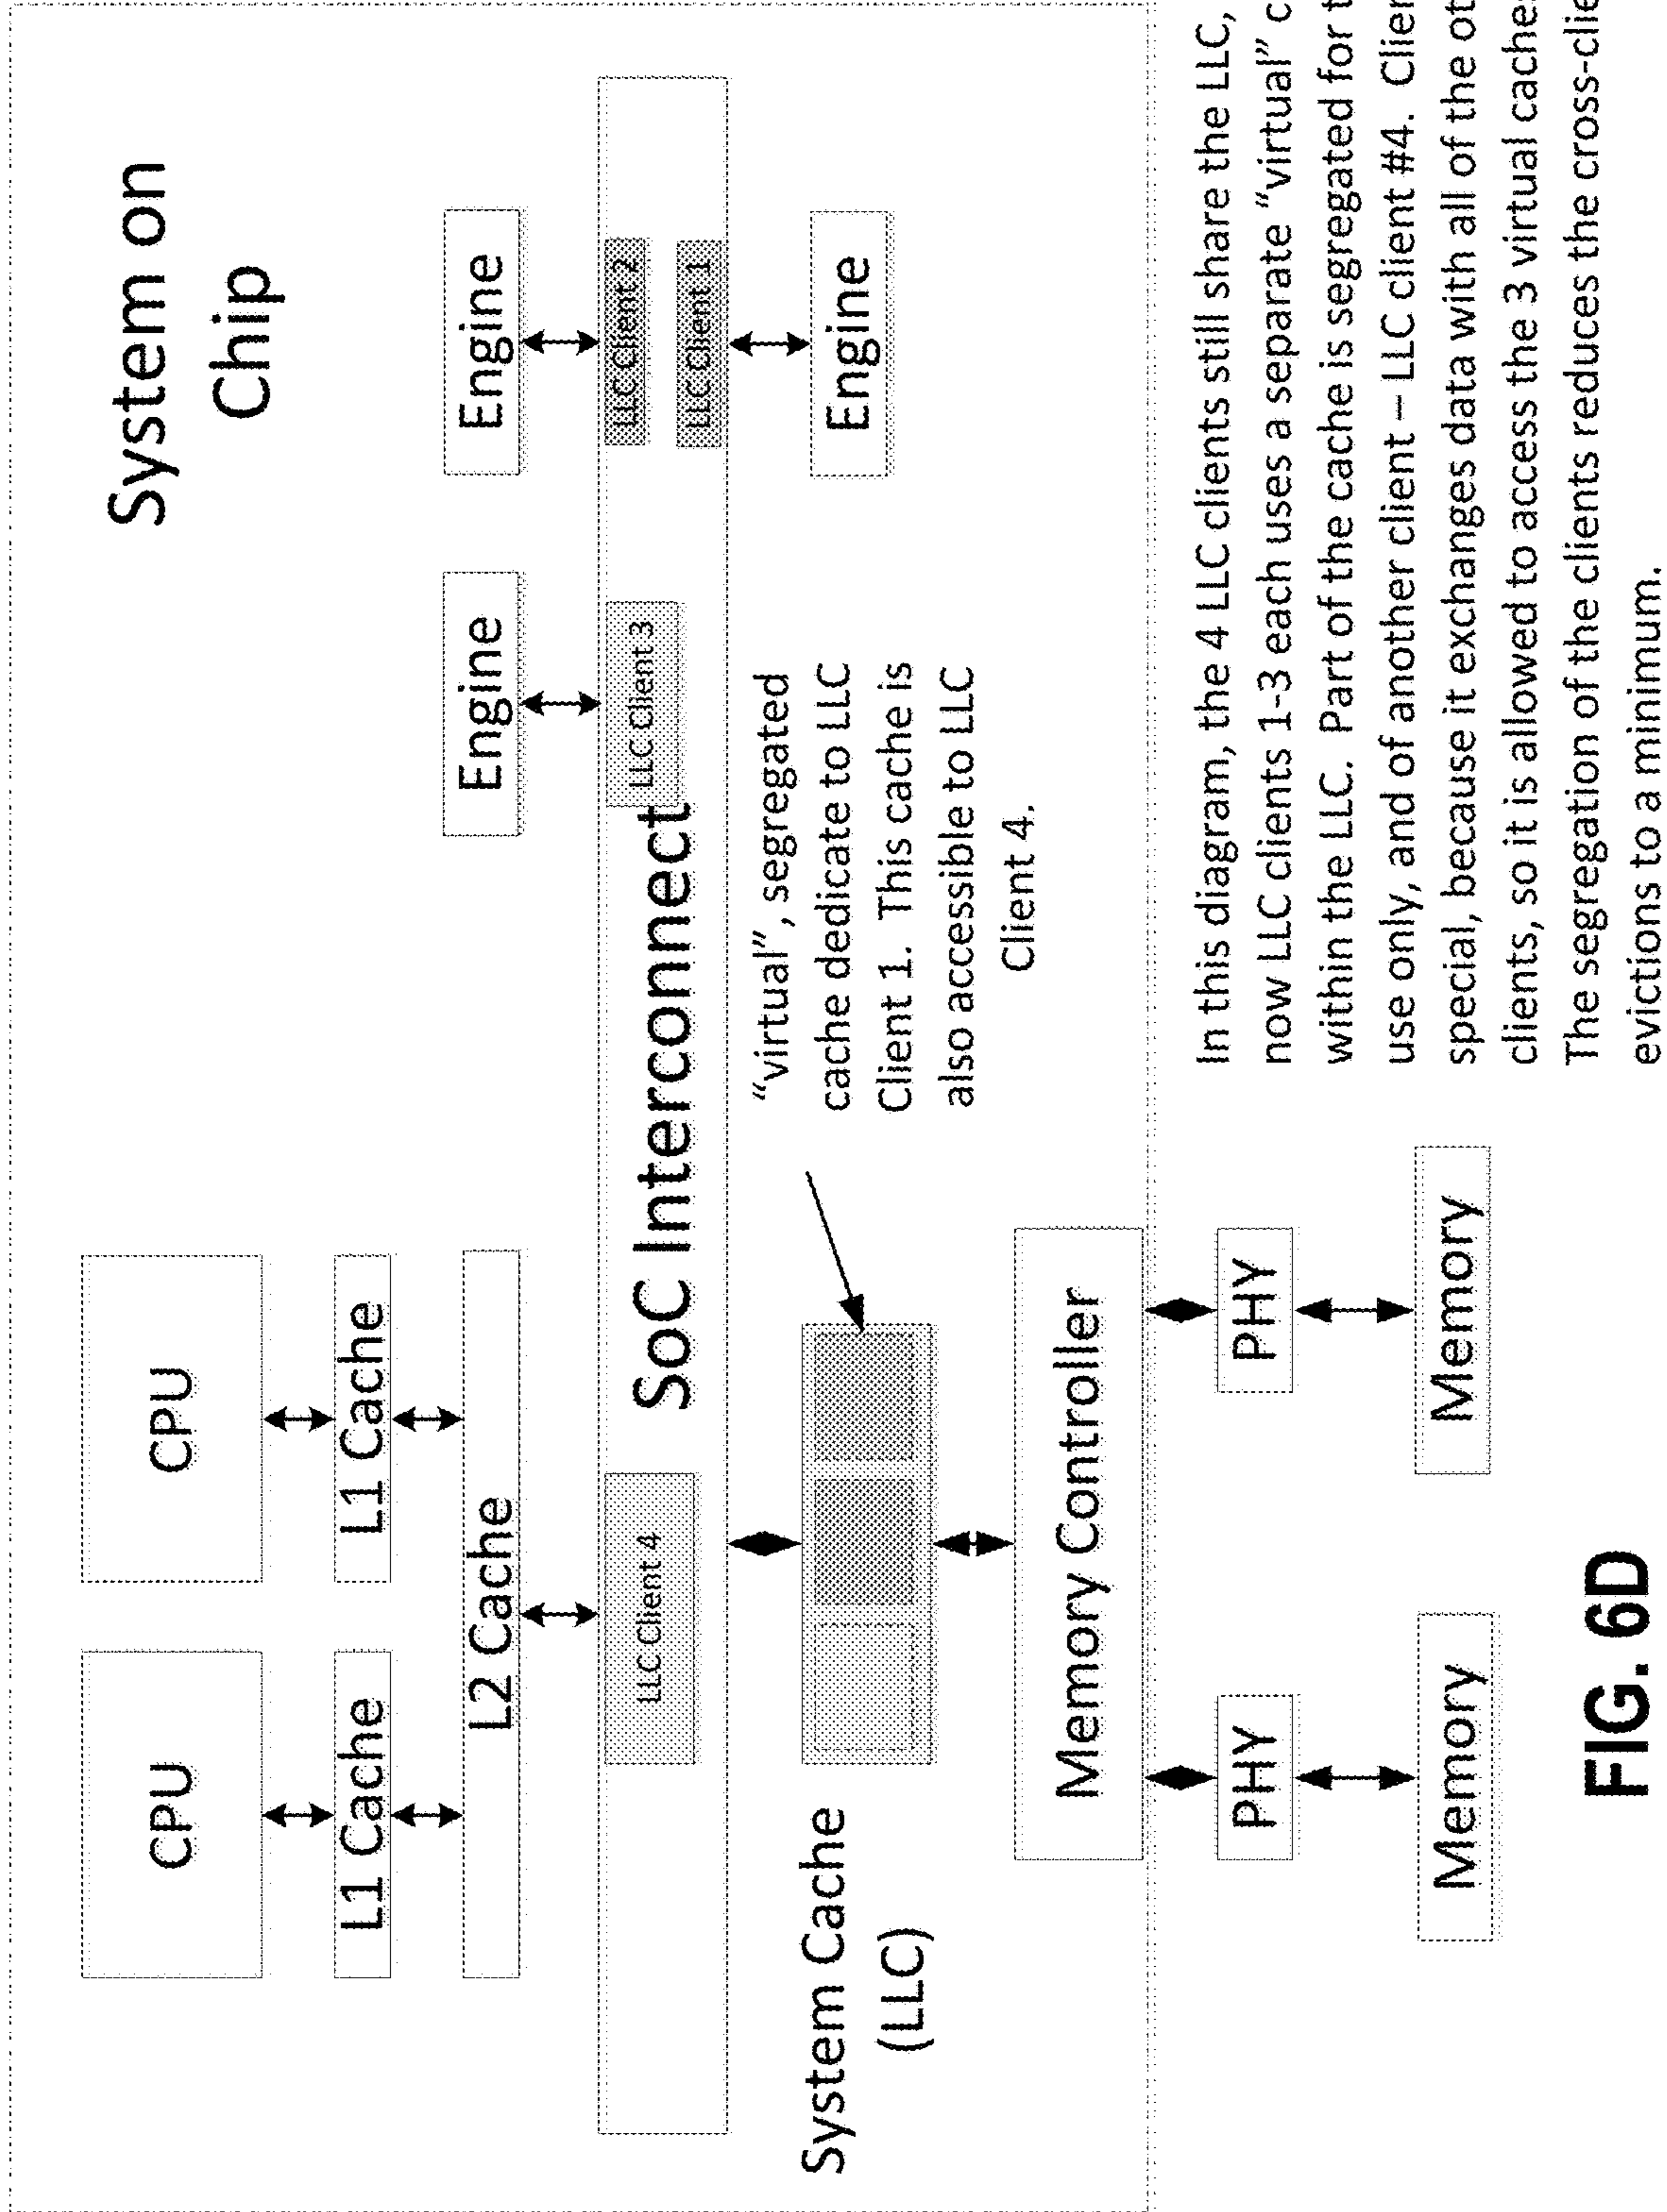 System on
Chip
CPU
CPU
L1 Cache
L1 Cache
L2 Cache
Engine
Engine
LLC Client 4
SoC Interconnect
LLC Client 3
LLC Client 2
LLC Client 1
Engine
System Cache
(LLC)
“virtual”, segregated
cache dedicate to LLC
Client 1. This cache is
also accessible to LLC
Client 4.
Memory Controller
PHY
PHY
Memory
Memory
In this diagram, the 4 LLC clients still share the LLC,
now LLC clients 1-3 each uses a separate “virtual” c
within the LLC. Part of the cache is segregated for t
use only, and of another client – LLC client #4. Clien
special, because it exchanges data with all of the ot
clients, so it is allowed to access the 3 virtual caches
The segregation of the clients reduces the cross-clie
evictions to a mininum.
FIG. 6D